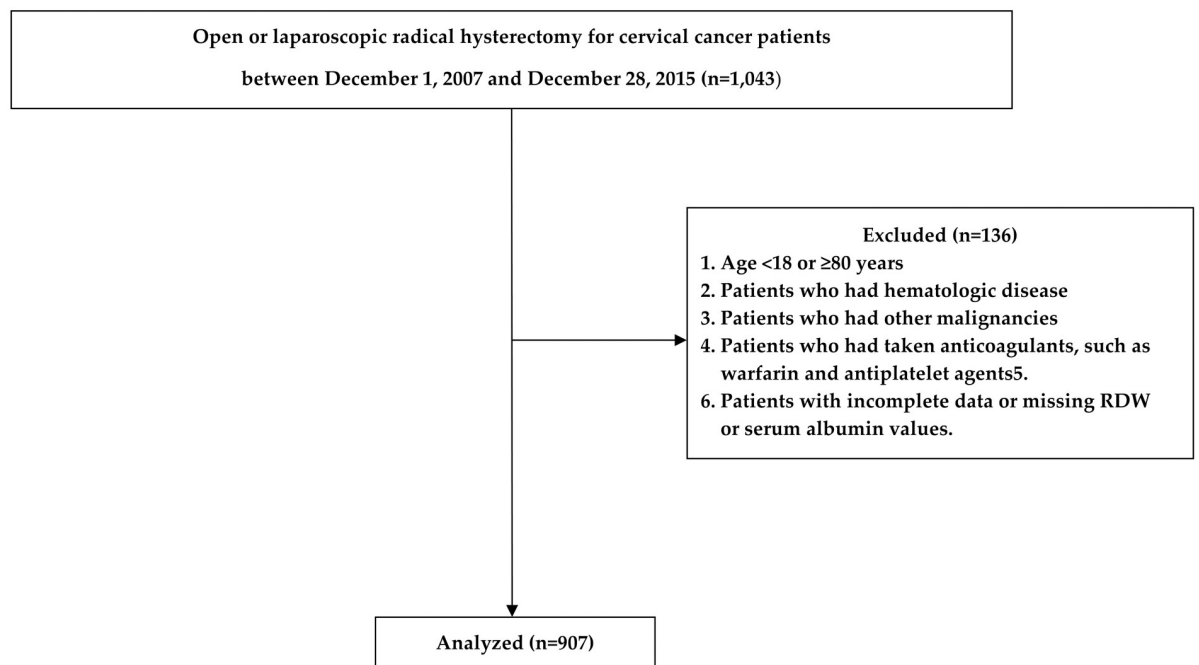 Open or laparoscopic radical hysterectomy for cervical cancer patients
between December 1, 2007 and December 28, 2015 (n=1,043)
Excluded (n=136)
1. Age <18 or ≥80 years
2. Patients who had hematologic disease
3. Patients who had other malignancies
4. Patients who had taken anticoagulants, such as
warfarin and antiplatelet agents5.
6. Patients with incomplete data or missing RDW
or serum albumin values.
Analyzed (n=907)